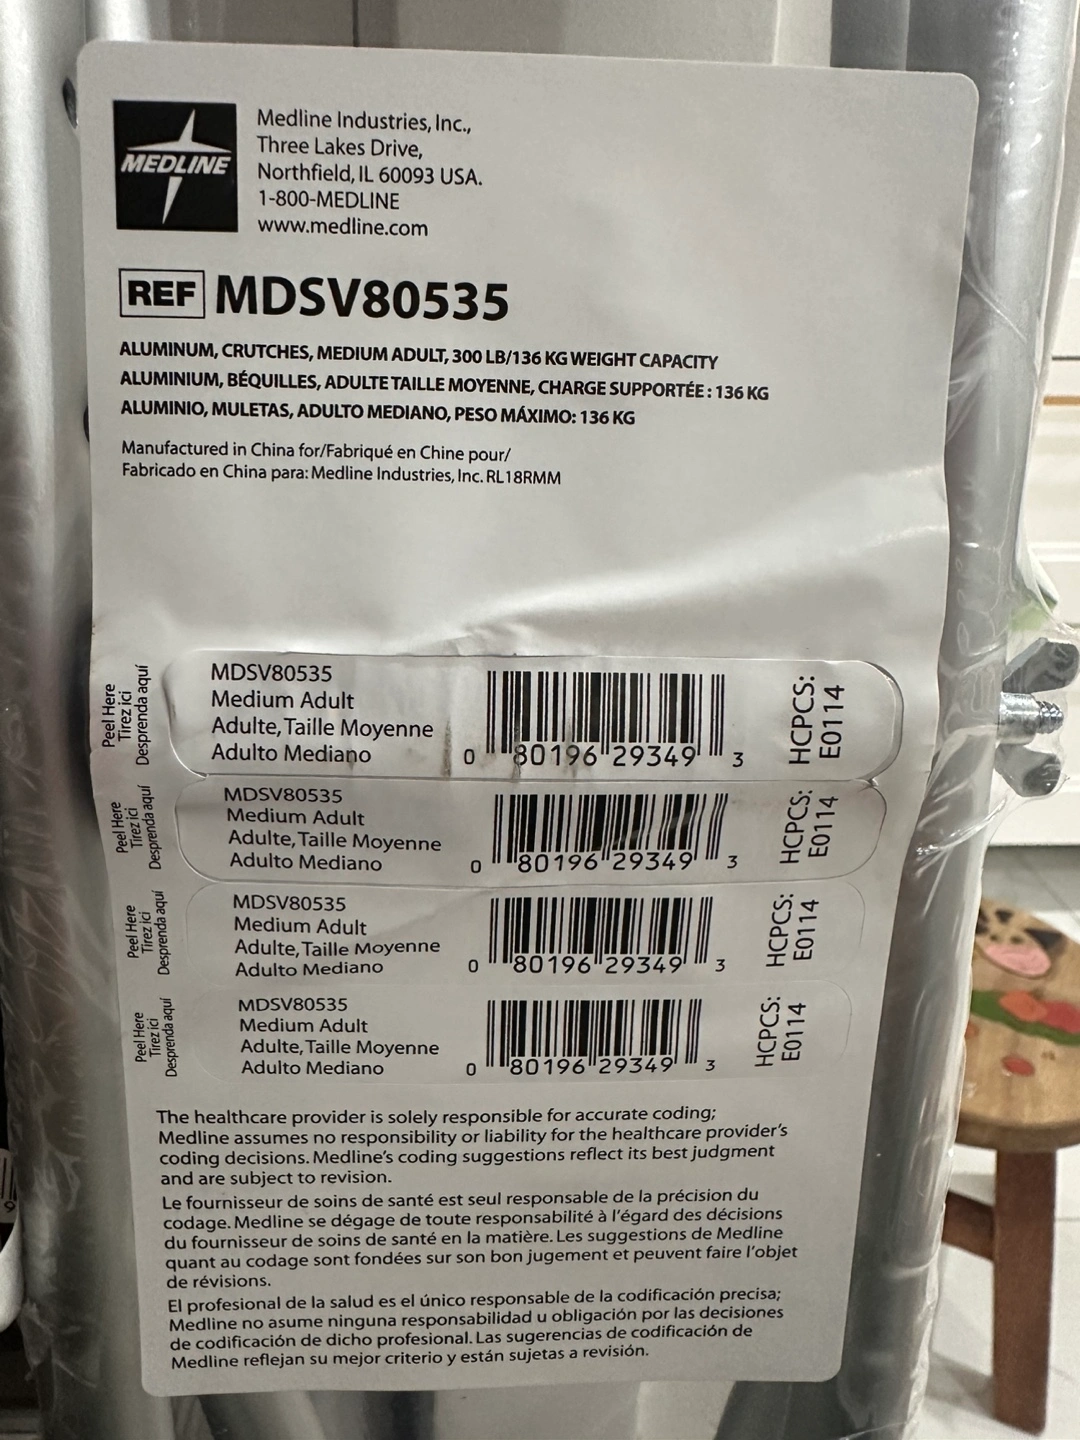 MEDLINE
Medline Industries, Inc.,
Three Lakes Drive,
Northfield, IL 60093 USA.
1-800-MEDLINE
www.medline.com
REF MDSV80535
ALUMINUM, CRUTCHES, MEDIUM ADULT, 300 LB/136 KG WEIGHT CAPACITY
ALUMINIUM, BÉQUILLES, ADULTE TAILLE MOYENNE, CHARGE SUPPORTÉE : 136 KG
ALUMINIO, MULETAS, ADULTO MEDIANO, PESO MÁXIMO: 136 KG
Manufactured in China for/Fabriqué en Chine pour/
Fabricado en China para: Medline Industries, Inc. RL18RMM
Peel Here
Tirez ici
Desprenda aquí
MDSV80535
Medium Adult
Adulte, Taille Moyenne
Adulto Mediano
0 80196 29349 3
HCPCS:
E0114
Peel Here
Tirez ici
Desprenda aquí
MDSV80535
Medium Adult
Adulte, Taille Moyenne
Adulto Mediano
0 80196 29349 3
HCPCS:
E0114
Peel Here
Tirez ici
Desprenda aquí
MDSV80535
Medium Adult
Adulte, Taille Moyenne
Adulto Mediano
0 80196 29349 3
HCPCS:
E0114
Peel Here
Tirez ici
Desprenda aquí
MDSV80535
Medium Adult
Adulte, Taille Moyenne
Adulto Mediano
0 80196 29349 3
HCPCS:
E0114
The healthcare provider is solely responsible for accurate coding;
Medline assumes no responsibility or liability for the healthcare provider's
coding decisions. Medline's coding suggestions reflect its best judgment
and are subject to revision.
Le fournisseur de soins de santé est seul responsable de la précision du
codage. Medline se dégage de toute responsabilité à l'égard des décisions
du fournisseur de soins de santé en la matière. Les suggestions de Medline
quant au codage sont fondées sur son bon jugement et peuvent faire l'objet
de révisions.
El profesional de la salud es el único responsable de la codificación precisa;
Medline no asume ninguna responsabilidad u obligación por las decisiones
de codificación de dicho profesional. Las sugerencias de codificación de
Medline reflejan su mejor criterio y están sujetas a revisión.